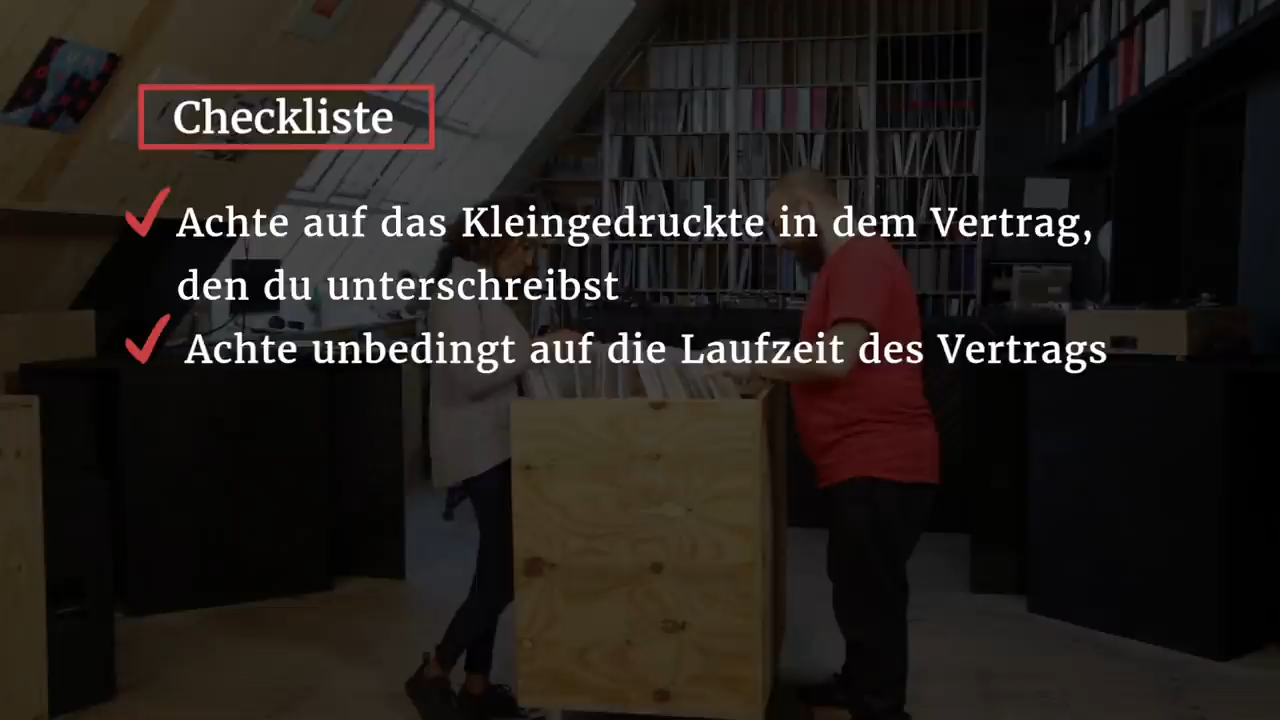 Checkliste
Achte auf das Kleingedruckte in dem Vertrag,
den du unterschreibst
Achte unbedingt auf die Laufzeit des Vertrags